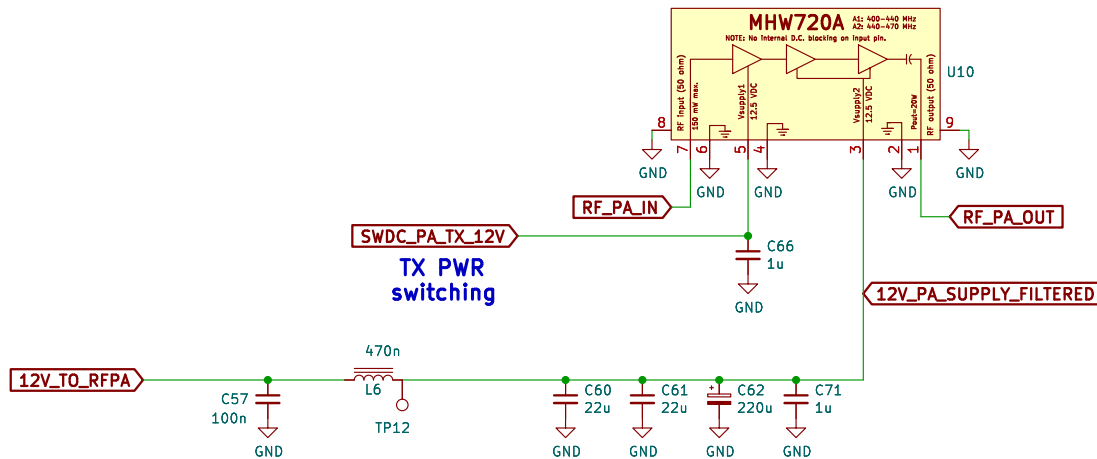 MHW720A
A1: 400-440 MHz
A2: 440-470 MHz
NOTE: No internal D.C. blocking on input pin.
U10
RF input (50 ohm)
150 mW max.
Vsupply1
12.5 VDC
Vsupply2
12.5 VDC
Pout=20W
RF output (50 ohm)
8
7
6
5
4
3
2
1
9
GND
GND
GND
GND
GND
RF_PA_IN
RF_PA_OUT
SWDC_PA_TX_12V
C66
1u
TX PWR
switching
GND
12V_PA_SUPPLY_FILTERED
470n
12V_TO_RFPA
L6
C57
100n
TP12
C60
22u
C61
22u
+
C62
220u
C71
1u
GND
GND
GND
GND
GND